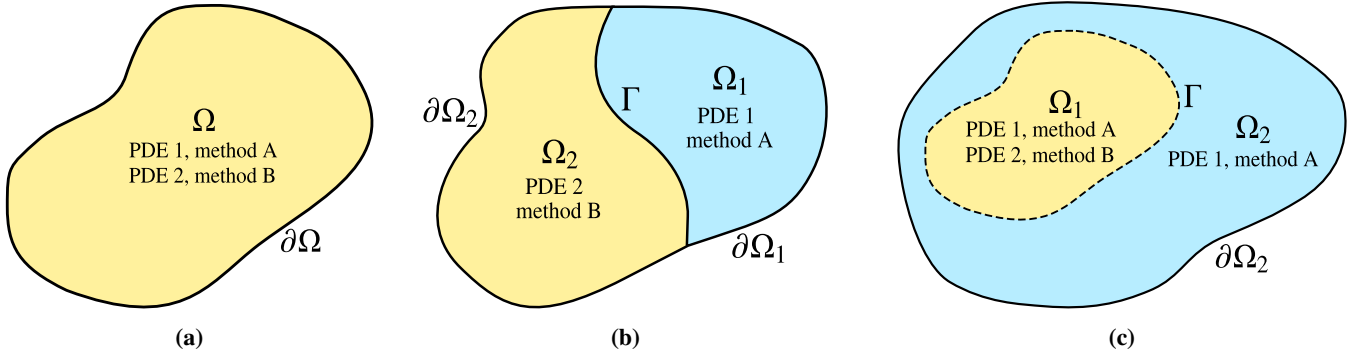 Ω
PDE 1, method A
PDE 2, method B
∂Ω
(a)
∂Ω₂
Γ
Ω₁
PDE 1
method A
Ω₂
PDE 2
method B
∂Ω₁
(b)
Ω₁
PDE 1, method A
PDE 2, method B
Γ
Ω₂
PDE 1, method A
∂Ω₂
(c)